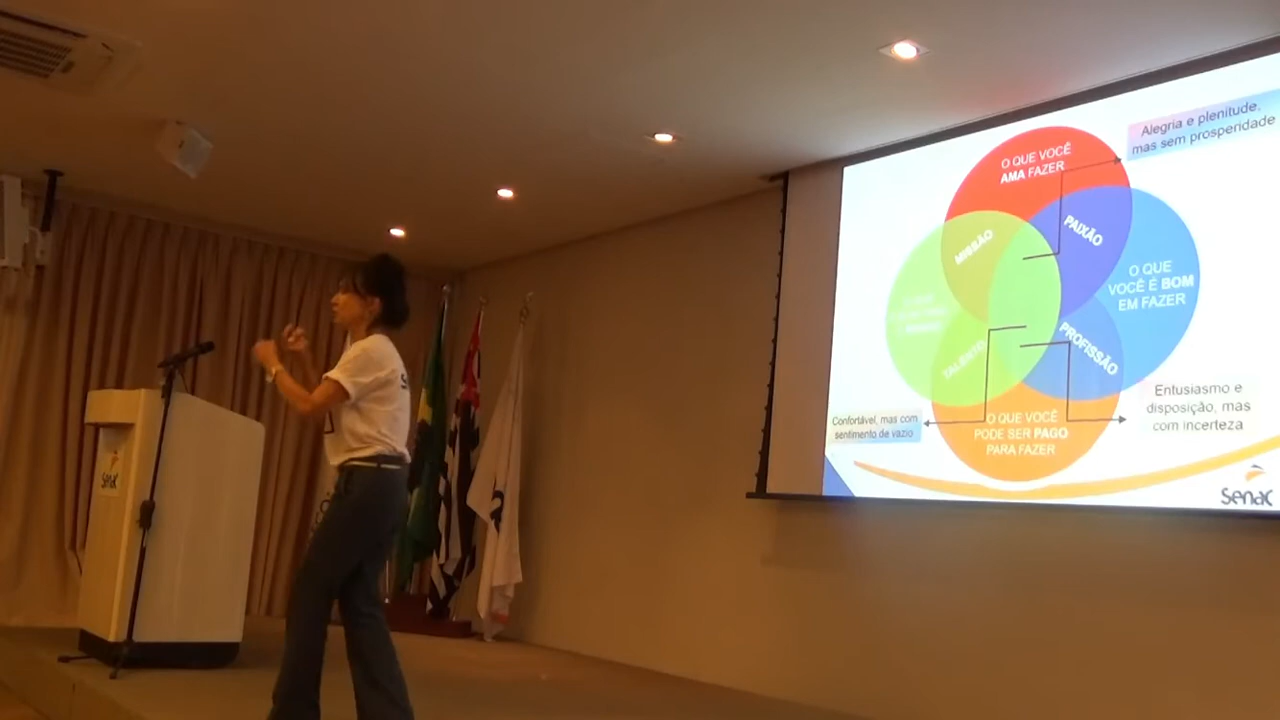 O QUE VOCÊ
AMA FAZER
Alegria e plenitude,
mas sem prosperidade
MISSÃO
PAIXÃO
O QUE
VOCÊ É BOM
EM FAZER
TALENTO
PROFISSÃO
Confortável, mas com
sentimento de vazio
O QUE VOCÊ
PODE SER PAGO
PARA FAZER
Entusiasmo e
disposição, mas
com incerteza
Senac
Senac